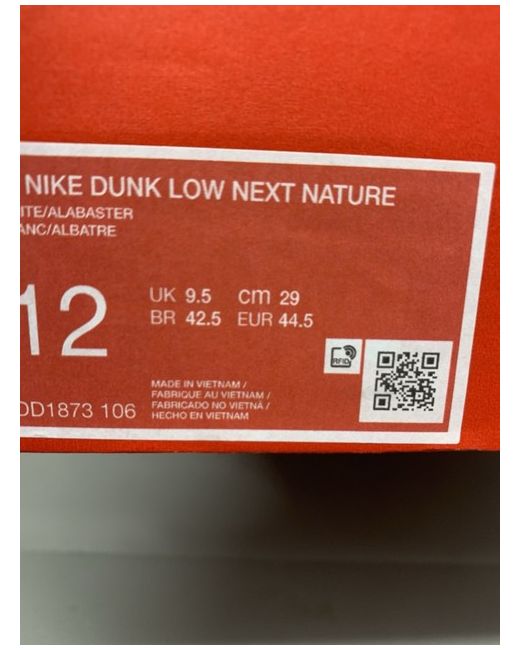 NIKE DUNK LOW NEXT NATURE
ITE/ALABASTER
ANC/ALBATRE
12
UK 9.5 cm 29
BR 42.5 EUR 44.5
RFID
MADE IN VIETNAM /
FABRIQUE AU VIETNAM /
FABRICADO NO VIETNÃ /
HECHO EN VIETNAM
DD1873 106